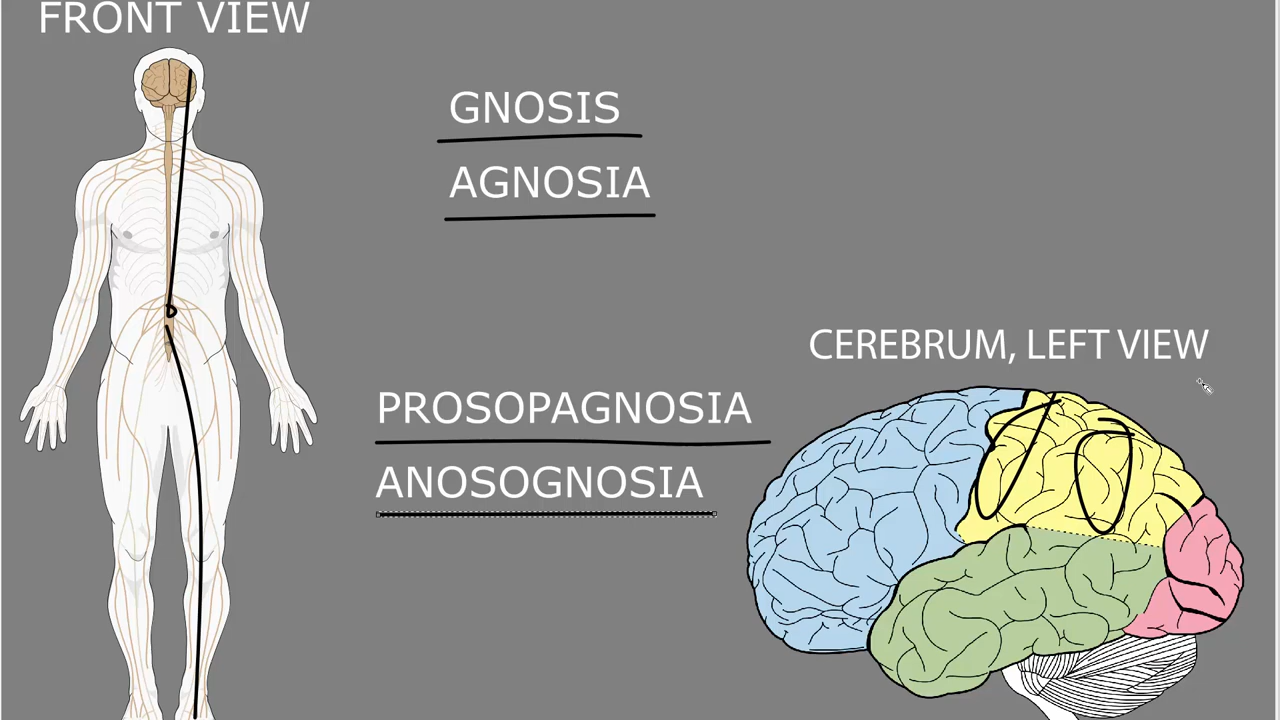 FRONT VIEW
GNOSIS
AGNOSIA
CEREBRUM, LEFT VIEW
PROSOPAGNOSIA
ANOSOGNOSIA